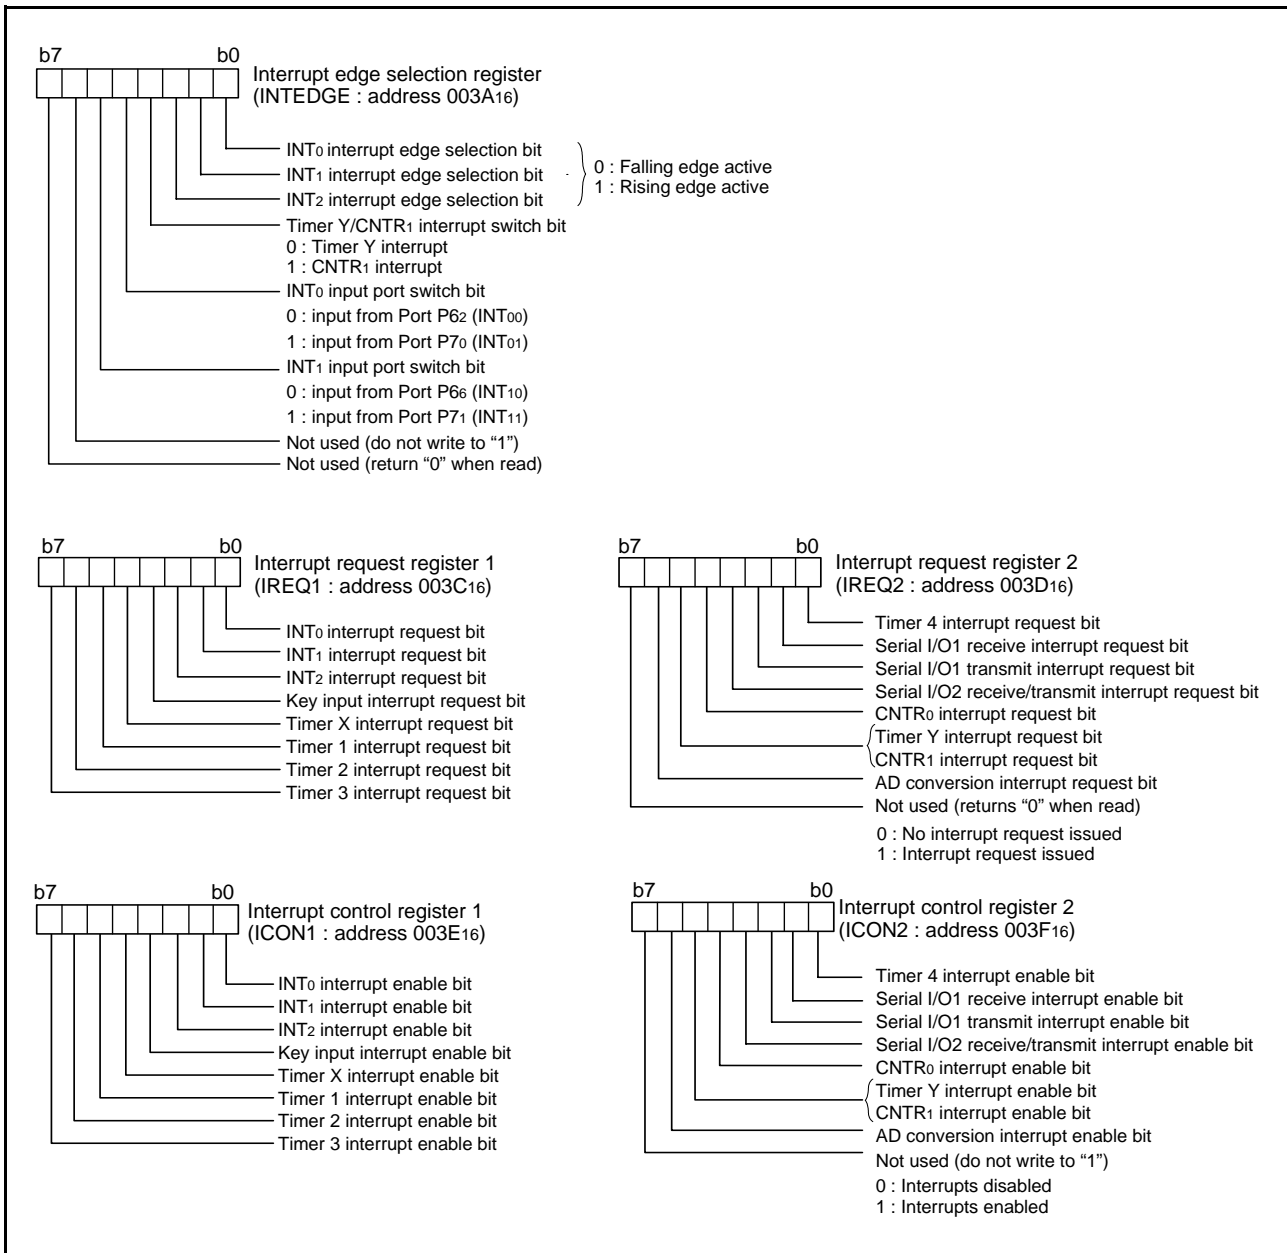 b7 b0
Interrupt edge selection register
(INTEDGE : address 003A16)
INT0 interrupt edge selection bit
INT1 interrupt edge selection bit
INT2 interrupt edge selection bit
0 : Falling edge active
1 : Rising edge active
Timer Y/CNTR1 interrupt switch bit
0 : Timer Y interrupt
1 : CNTR1 interrupt
INT0 input port switch bit
0 : input from Port P62 (INT00)
1 : input from Port P70 (INT01)
INT1 input port switch bit
0 : input from Port P66 (INT10)
1 : input from Port P71 (INT11)
Not used (do not write to “1”)
Not used (return “0” when read)
b7 b0
Interrupt request register 1
(IREQ1 : address 003C16)
INT0 interrupt request bit
INT1 interrupt request bit
INT2 interrupt request bit
Key input interrupt request bit
Timer X interrupt request bit
Timer 1 interrupt request bit
Timer 2 interrupt request bit
Timer 3 interrupt request bit
b7 b0
Interrupt request register 2
(IREQ2 : address 003D16)
Timer 4 interrupt request bit
Serial I/O1 receive interrupt request bit
Serial I/O1 transmit interrupt request bit
Serial I/O2 receive/transmit interrupt request bit
CNTR0 interrupt request bit
Timer Y interrupt request bit
CNTR1 interrupt request bit
AD conversion interrupt request bit
Not used (returns “0” when read)
0 : No interrupt request issued
1 : Interrupt request issued
b7 b0
Interrupt control register 1
(ICON1 : address 003E16)
INT0 interrupt enable bit
INT1 interrupt enable bit
INT2 interrupt enable bit
Key input interrupt enable bit
Timer X interrupt enable bit
Timer 1 interrupt enable bit
Timer 2 interrupt enable bit
Timer 3 interrupt enable bit
b7 b0
Interrupt control register 2
(ICON2 : address 003F16)
Timer 4 interrupt enable bit
Serial I/O1 receive interrupt enable bit
Serial I/O1 transmit interrupt enable bit
Serial I/O2 receive/transmit interrupt enable bit
CNTR0 interrupt enable bit
Timer Y interrupt enable bit
CNTR1 interrupt enable bit
AD conversion interrupt enable bit
Not used (do not write to “1”)
0 : Interrupts disabled
1 : Interrupts enabled